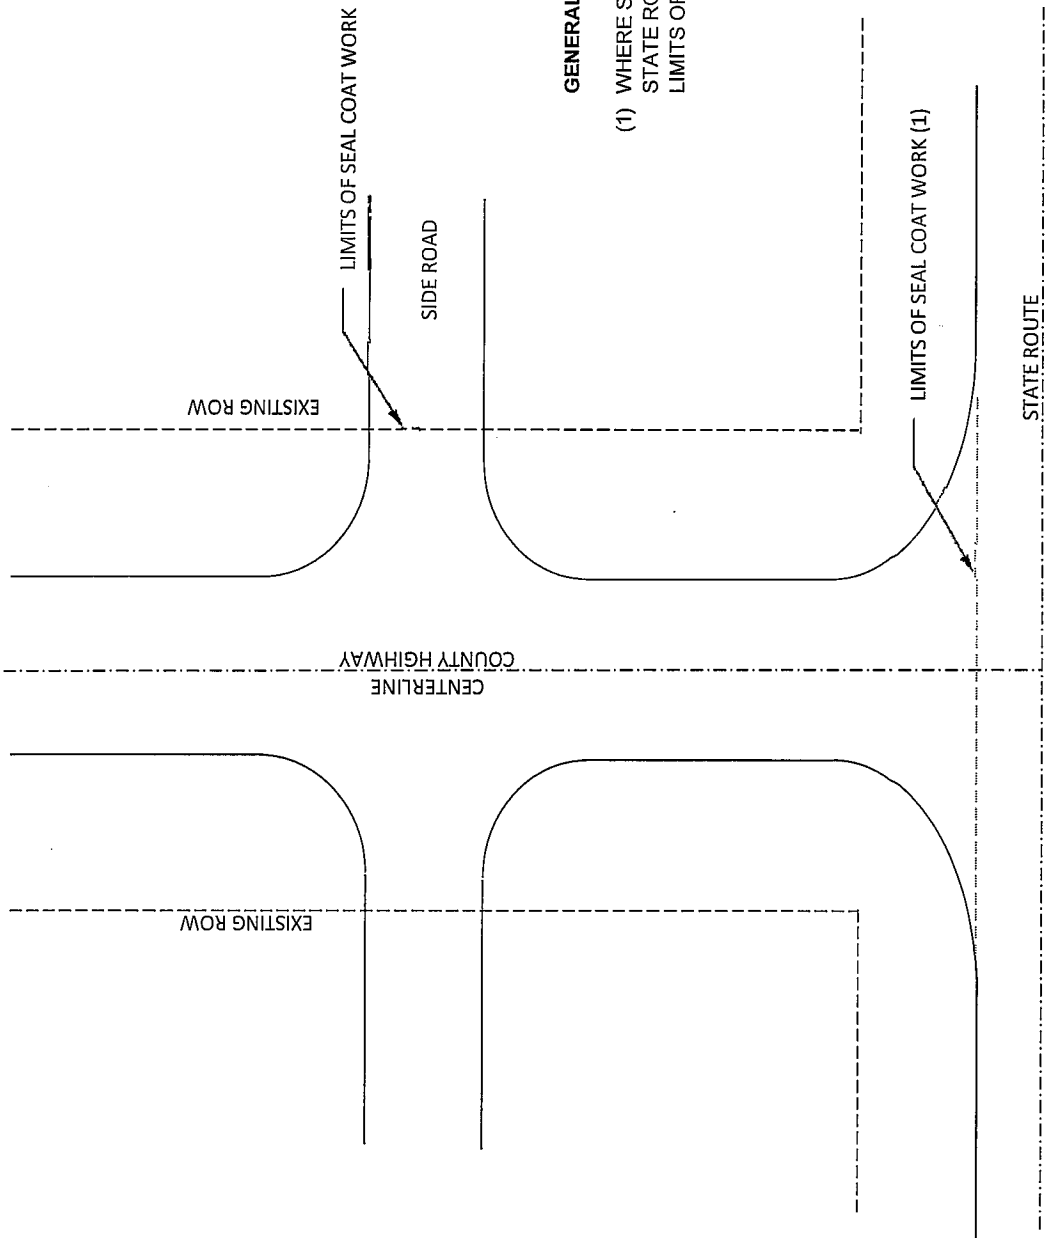 LIMITS OF SEAL COAT WORK
SIDE ROAD
EXISTING ROW
COUNTY HGIHWAY
CENTERLINE
EXISTING ROW
GENERAL
(1) WHERE S
STATE RO
LIMITS OF
LIMITS OF SEAL COAT WORK (1)
STATE ROUTE